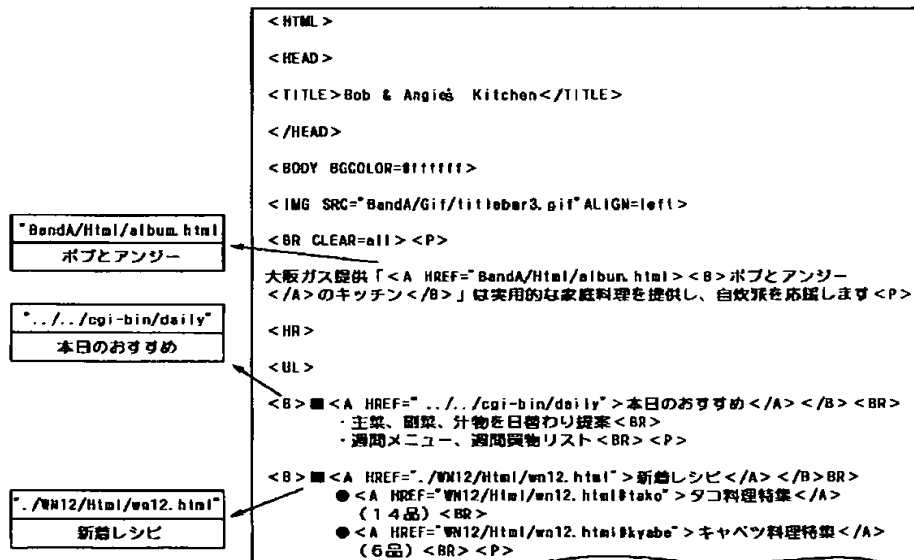 <HTML>
<HEAD>
<TITLE>Bob & Angie's Kitchen</TITLE>
</HEAD>
<BODY BGCOLOR=#ffffff>
<IMG SRC="BandA/Gif/titlebar3.gif" ALIGN=left>
<BR CLEAR=all><P>
大阪ガス提供「<A HREF="BandA/Html/album.html><B>ボブとアンジー
</A>のキッチン</B>」は実用的な家庭料理を提供し、自炊派を応援します<P>
<HR>
<UL>
<B>■<A HREF="../../cgi-bin/daily">本日のおすすめ</A></B><BR>
・主菜、副菜、汁物を日替わり提案<BR>
・週間メニュー、週間買物リスト<BR><P>
<B>■<A HREF="./WN12/Html/wn12.html">新着レシピ</A></B>BR>
●<A HREF="WN12/Html/wn12.html#tako">タコ料理特集</A>
(14品)<BR>
●<A HREF="WN12/Html/wn12.html#kyabe">キャベツ料理特集</A>
(6品)<BR><P>
"BandA/Html/album.html
ボブとアンジー
"../../cgi-bin/daily"
本日のおすすめ
"./WN12/Html/wn12.html"
新着レシピ